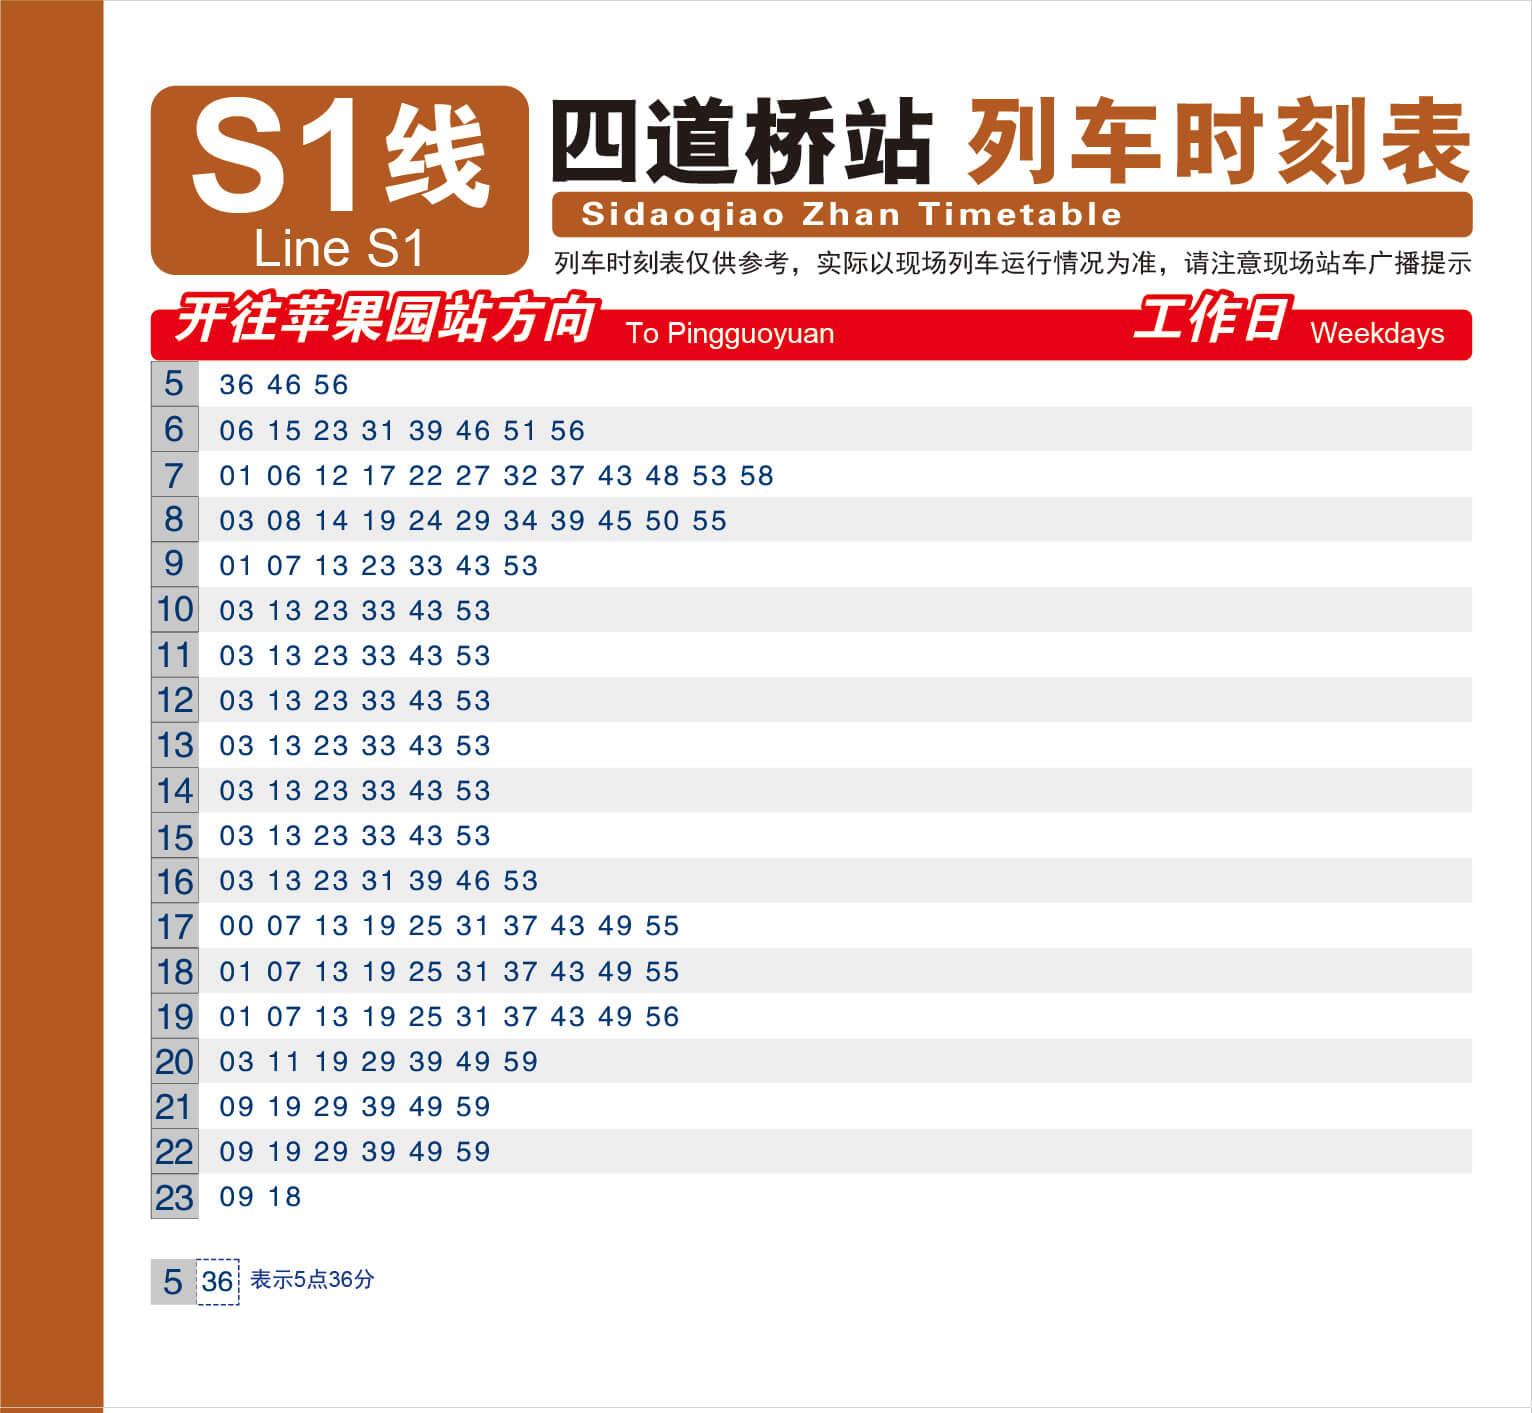 S1线
Line S1
四道桥站 列车时刻表
Sidaoqiao Zhan Timetable
列车时刻表仅供参考，实际以现场列车运行情况为准，请注意现场站车广播提示
开往苹果园站方向 To Pingguoyuan 工作日 Weekdays
5 36 46 56
6 06 15 23 31 39 46 51 56
7 01 06 12 17 22 27 32 37 43 48 53 58
8 03 08 14 19 24 29 34 39 45 50 55
9 01 07 13 23 33 43 53
10 03 13 23 33 43 53
11 03 13 23 33 43 53
12 03 13 23 33 43 53
13 03 13 23 33 43 53
14 03 13 23 33 43 53
15 03 13 23 33 43 53
16 03 13 23 31 39 46 53
17 00 07 13 19 25 31 37 43 49 55
18 01 07 13 19 25 31 37 43 49 55
19 01 07 13 19 25 31 37 43 49 56
20 03 11 19 29 39 49 59
21 09 19 29 39 49 59
22 09 19 29 39 49 59
23 09 18
5 36 表示5点36分